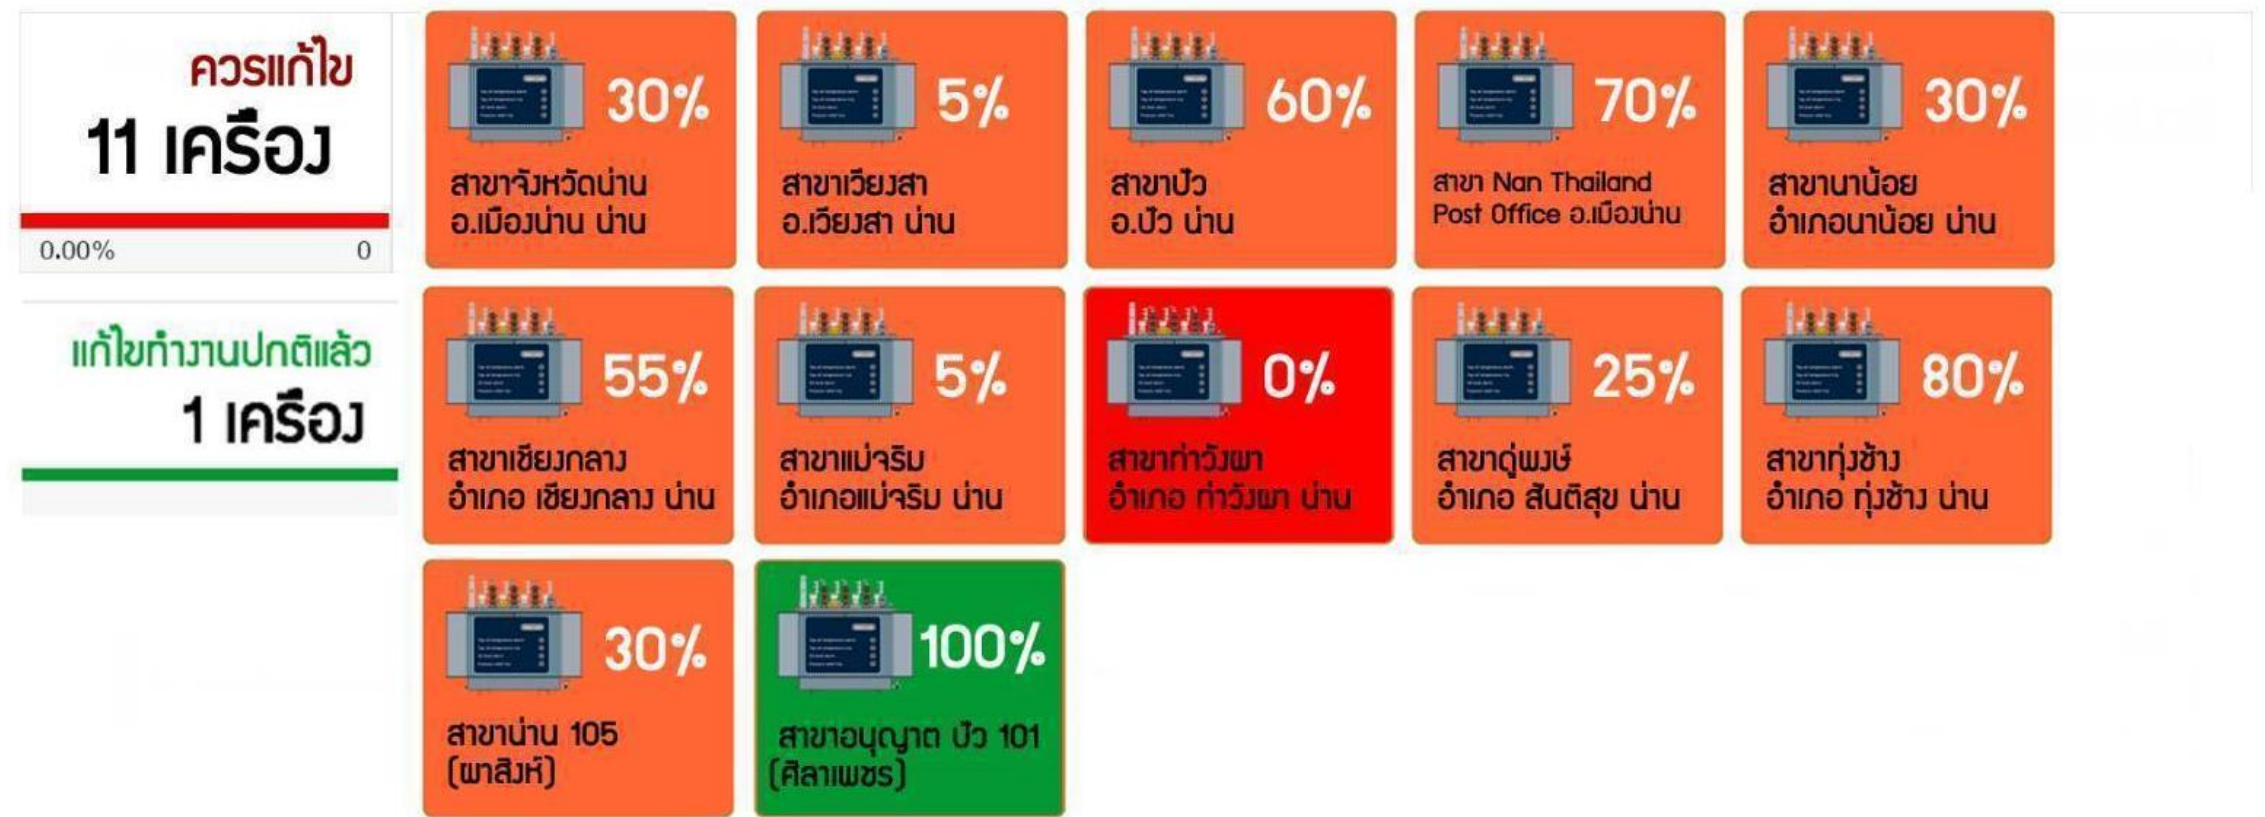 ควรแก้ไข
11 เครื่อง
0.00% 0
แก้ไขทำงานปกติแล้ว
1 เครื่อง
30%
สาขาจังหวัดน่าน
อ.เมืองน่าน น่าน
5%
สาขาเวียงสา
อ.เวียงสา น่าน
60%
สาขาปัว
อ.ปัว น่าน
70%
สาขา Nan Thailand
Post Office อ.เมืองน่าน
30%
สาขานาน้อย
อำเภอนาน้อย น่าน
55%
สาขาเชียงกลาง
อำเภอ เชียงกลาง น่าน
5%
สาขาแม่จริม
อำเภอแม่จริม น่าน
0%
สาขาท่าวังผา
อำเภอ ท่าวังผา น่าน
25%
สาขาดู่พงษ์
อำเภอ สันติสุข น่าน
80%
สาขาทุ่งช้าง
อำเภอ ทุ่งช้าง น่าน
30%
สาขาน่าน 105
(ผาสิงห์)
100%
สาขาอนุญาต ปัว 101
(ศิลาเพชร)